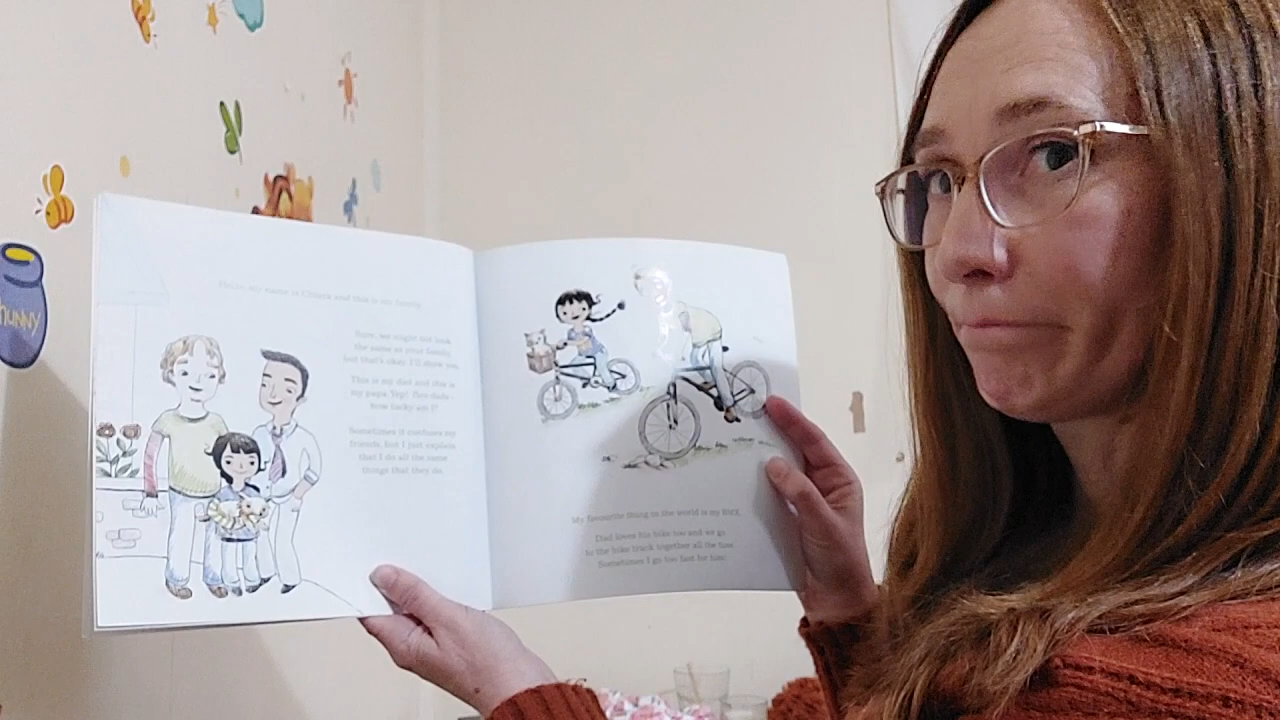 HUNNY
Hello, my name is and this is my family.
Sure, we might not look
the same as your family,
but that's okay, I'll show you.
This is my dad and this is
my papa. Yep! Two dads -
how lucky am I?
Sometimes it confuses my
friends, but I just explain
that I do all the same
things that they do.
My favourite thing in the world is my BMX.
Dad loves his bike too and we go
to the bike track together all the time.
Sometimes I go too fast for him!